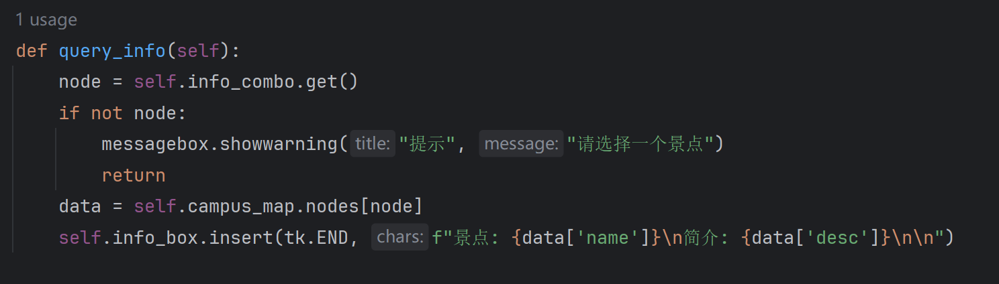 1 usage
def query_info(self):
    node = self.info_combo.get()
    if not node:
        messagebox.showwarning( title: "提示", message: "请选择一个景点")
        return
    data = self.campus_map.nodes[node]
    self.info_box.insert(tk.END, chars: f"景点: {data['name']}\n简介: {data['desc']}\n\n")